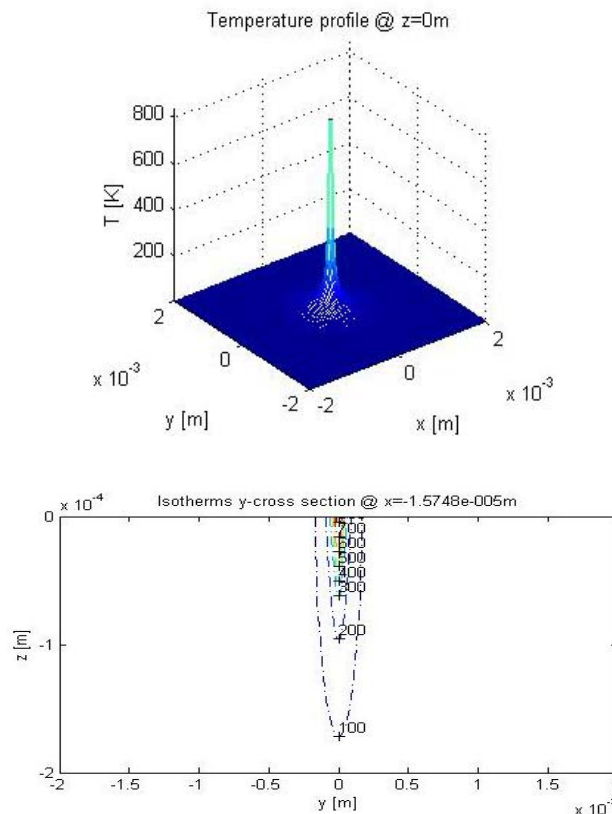 Temperature profile @ z=0m
800
600
400
200
T [K]
2
0
-2
x 10-3
y [m]
-2
0
2
x 10-3
x [m]
x 10-4
Isotherms y-cross section @ x=-1.5748e-005m
0
-1
-2
z [m]
700
600
500
400
300
200
100
-2 -1.5 -1 -0.5 0 0.5 1 1.5
y [m]